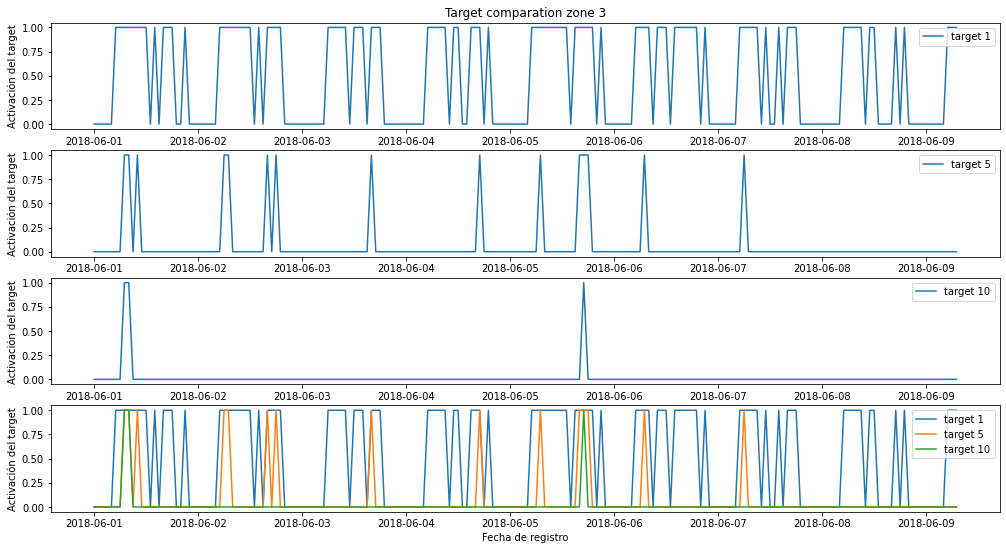 Target comparation zone 3
Activación del target
1.00
0.75
0.50
0.25
0.00
target 1
2018-06-01 2018-06-02 2018-06-03 2018-06-04 2018-06-05 2018-06-06 2018-06-07 2018-06-08 2018-06-09
Activación del target
1.00
0.75
0.50
0.25
0.00
target 5
2018-06-01 2018-06-02 2018-06-03 2018-06-04 2018-06-05 2018-06-06 2018-06-07 2018-06-08 2018-06-09
Activación del target
1.00
0.75
0.50
0.25
0.00
target 10
2018-06-01 2018-06-02 2018-06-03 2018-06-04 2018-06-05 2018-06-06 2018-06-07 2018-06-08 2018-06-09
Activación del target
1.00
0.75
0.50
0.25
0.00
target 1
target 5
target 10
2018-06-01 2018-06-02 2018-06-03 2018-06-04 2018-06-05 2018-06-06 2018-06-07 2018-06-08 2018-06-09
Fecha de registro